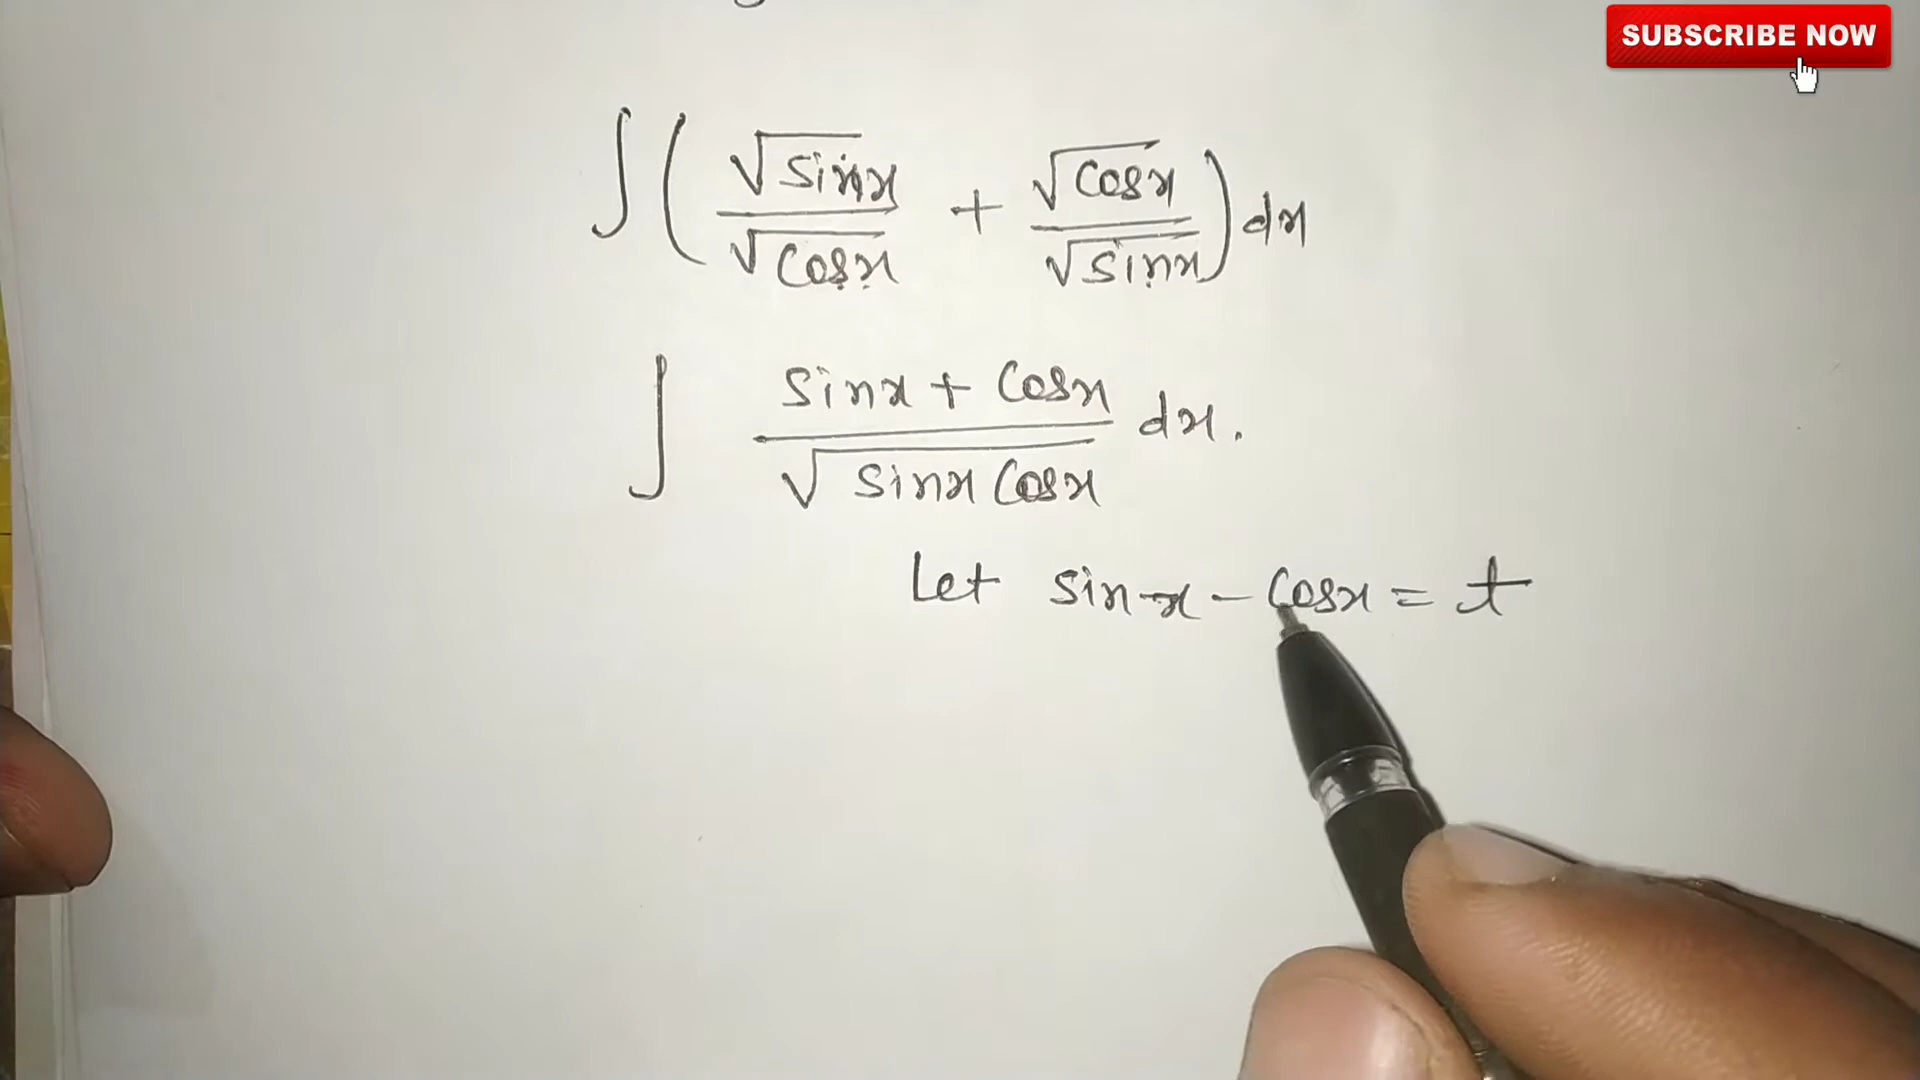 SUBSCRIBE NOW
∫ ( √sinx / √cosx + √cosx / √sinx ) dx
∫ sinx + cosx / √sinx cosx dx.
Let sinx - cosx = t